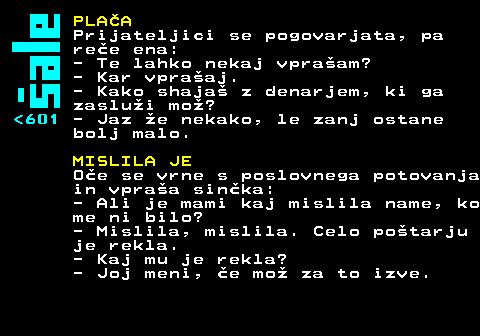 Šale
<601
PLAČA
Prijateljici se pogovarjata, pa
reče ena:
- Te lahko nekaj vprašam?
- Kar vprašaj.
- Kako shajaš z denarjem, ki ga
zasluži mož?
- Jaz že nekako, le zanj ostane
bolj malo.
MISLILA JE
Oče se vrne s poslovnega potovanja
in vpraša sinčka:
- Ali je mami kaj mislila name, ko
me ni bilo?
- Mislila, mislila. Celo poštarju
je rekla.
- Kaj mu je rekla?
- Joj meni, če mož za to izve.